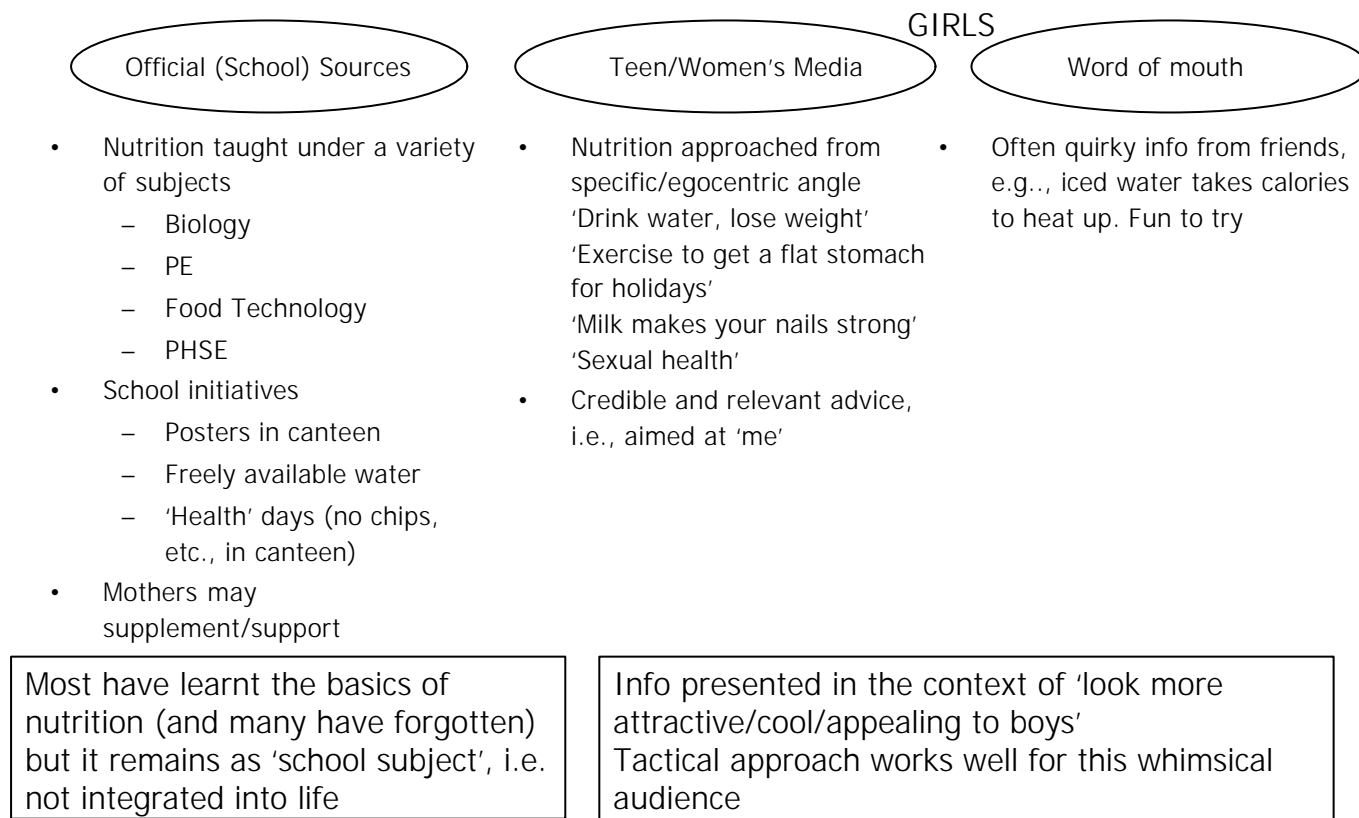 GIRLS
Official (School) Sources
• Nutrition taught under a variety
of subjects
– Biology
– PE
– Food Technology
– PHSE
• School initiatives
– Posters in canteen
– Freely available water
– ‘Health’ days (no chips,
etc., in canteen)
• Mothers may
supplement/support
Teen/Women’s Media
• Nutrition approached from
specific/egocentric angle
‘Drink water, lose weight’
‘Exercise to get a flat stomach
for holidays’
‘Milk makes your nails strong’
‘Sexual health’
• Credible and relevant advice,
i.e., aimed at ‘me’
Word of mouth
• Often quirky info from friends,
e.g.., iced water takes calories
to heat up. Fun to try
Most have learnt the basics of
nutrition (and many have forgotten)
but it remains as ‘school subject’, i.e.
not integrated into life
Info presented in the context of ‘look more
attractive/cool/appealing to boys’
Tactical approach works well for this whimsical
audience